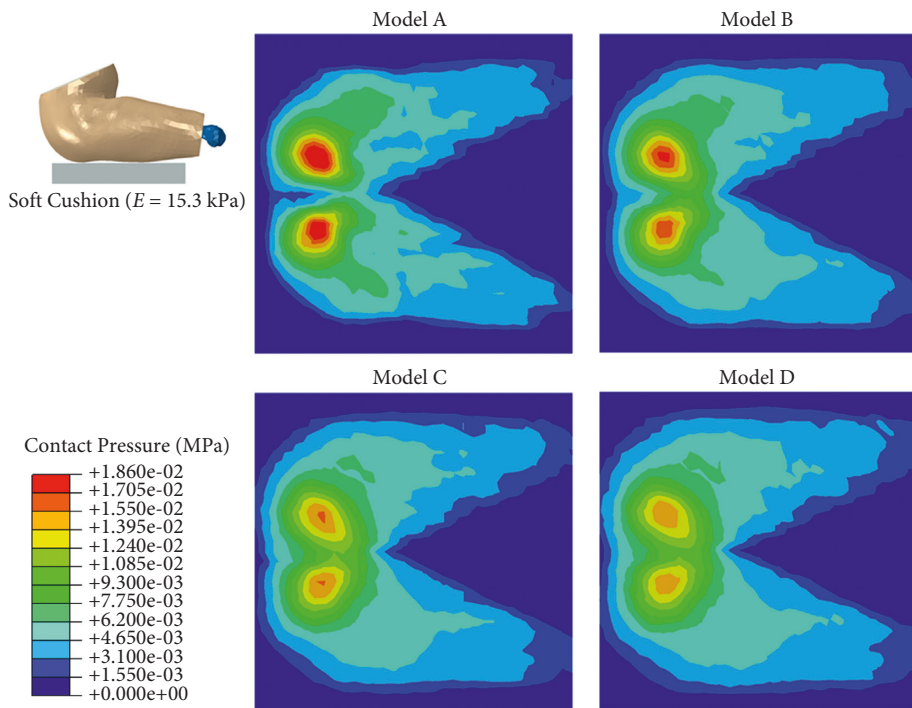 Model A
Model B
Soft Cushion (E = 15.3 kPa)
Model C
Model D
Contact Pressure (MPa)
+1.860e-02
+1.705e-02
+1.550e-02
+1.395e-02
+1.240e-02
+1.085e-02
+9.300e-03
+7.750e-03
+6.200e-03
+4.650e-03
+3.100e-03
+1.550e-03
+0.000e+00